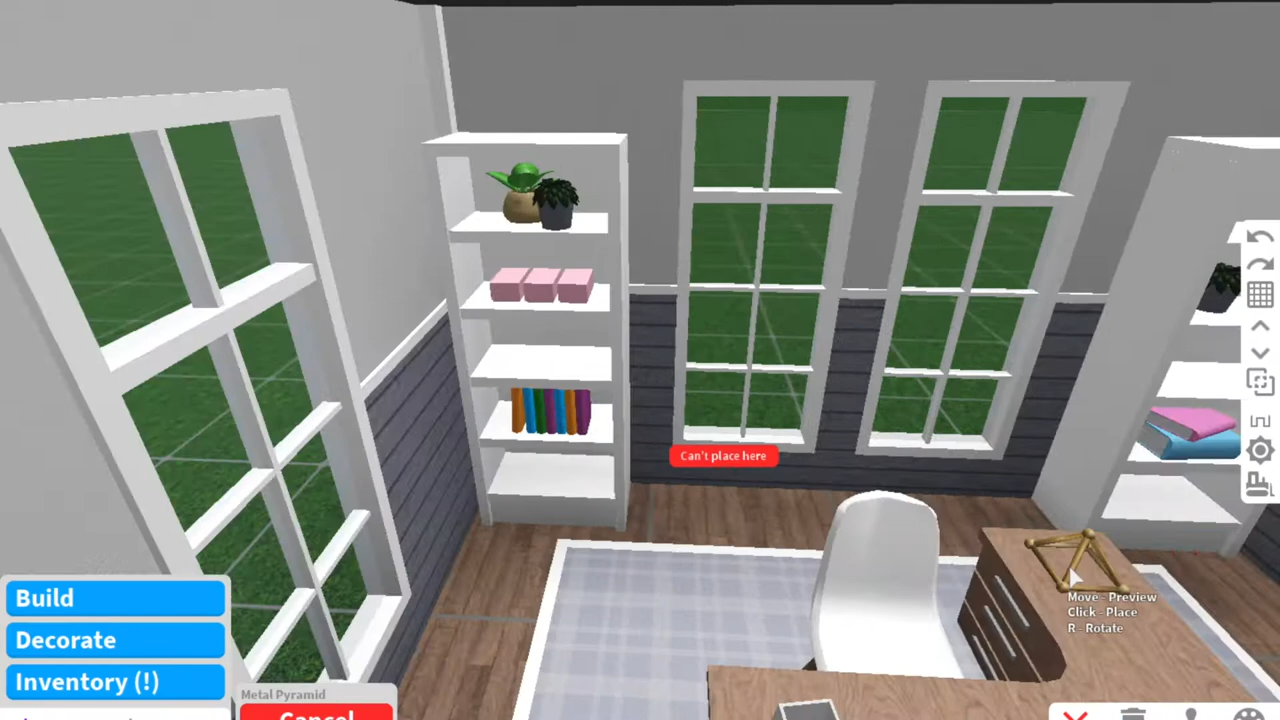 Can't place here
Move - Preview
Click - Place
R - Rotate
Build
Decorate
Inventory (!)
Metal Pyramid
Cancel